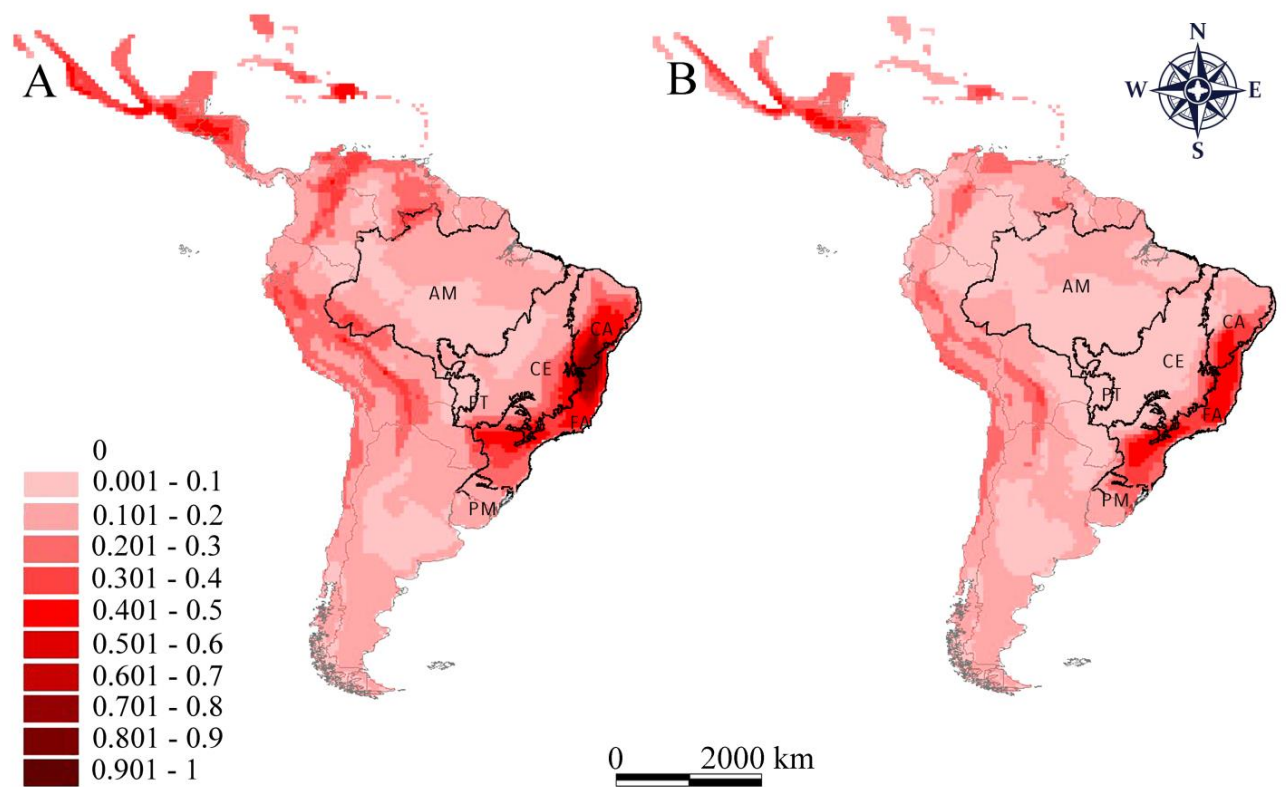 A
B
N
W
E
S
AM
CA
CE
PT
FA
PM
AM
CA
CE
PT
FA
PM
0
0.001 - 0.1
0.101 - 0.2
0.201 - 0.3
0.301 - 0.4
0.401 - 0.5
0.501 - 0.6
0.601 - 0.7
0.701 - 0.8
0.801 - 0.9
0.901 - 1
0 2000 km